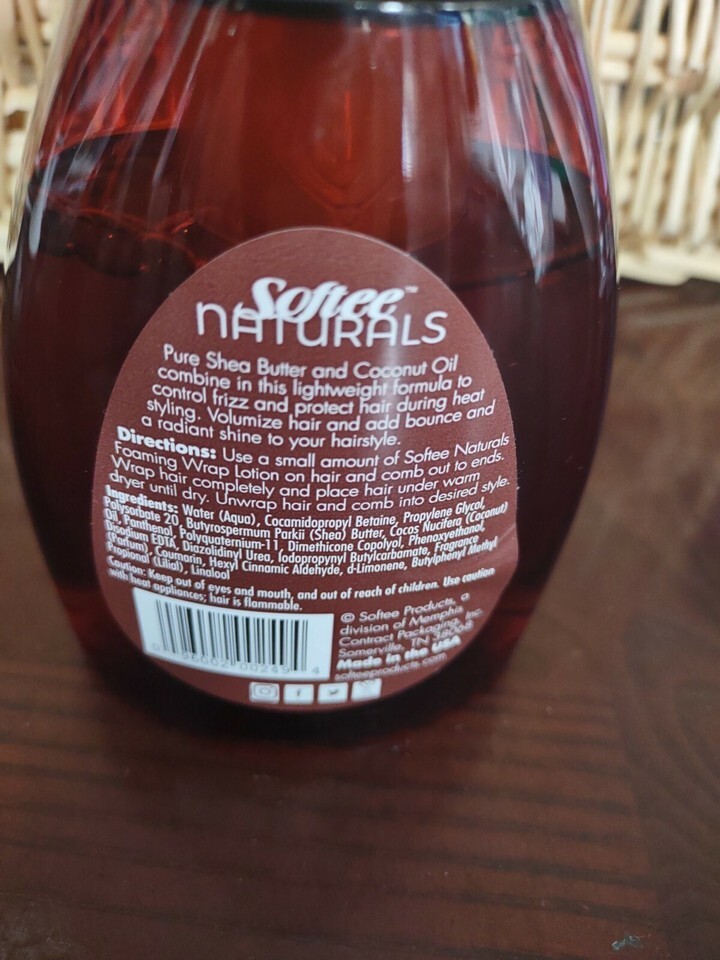 Softee™
NATURALS
Pure Shea Butter and Coconut Oil
combine in this lightweight formula to
control frizz and protect hair during heat
styling. Volumize hair and add bounce and
a radiant shine to your hairstyle.
Directions: Use a small amount of Softee Naturals
Foaming Wrap Lotion on hair and comb out to ends.
Wrap hair completely and place hair under warm
dryer until dry. Unwrap hair and comb into desired style.
Ingredients: Water (Aqua), Cocamidopropyl Betaine, Propylene Glycol,
Polysorbate 20, Butyrospermum Parkii (Shea) Butter, Cocos Nucifera (Coconut)
Oil, Panthenol, Polyquaternium-11, Dimethicone Copolyol, Phenoxyethanol,
Disodium EDTA, Diazolidinyl Urea, Iodopropynyl Butylcarbamate, Fragrance
(Parfum), Coumarin, Hexyl Cinnamic Aldehyde, d-Limonene, Butylphenyl Methyl
Propional (Lilial), Linalool
Caution: Keep out of eyes and mouth, and out of reach of children. Use caution
with heat appliances; hair is flammable.
© Softee Products, a
division of Memphis
Contract Packaging, Inc.
Somerville, TN 38068
Made in the USA
softeeproducts.com
4